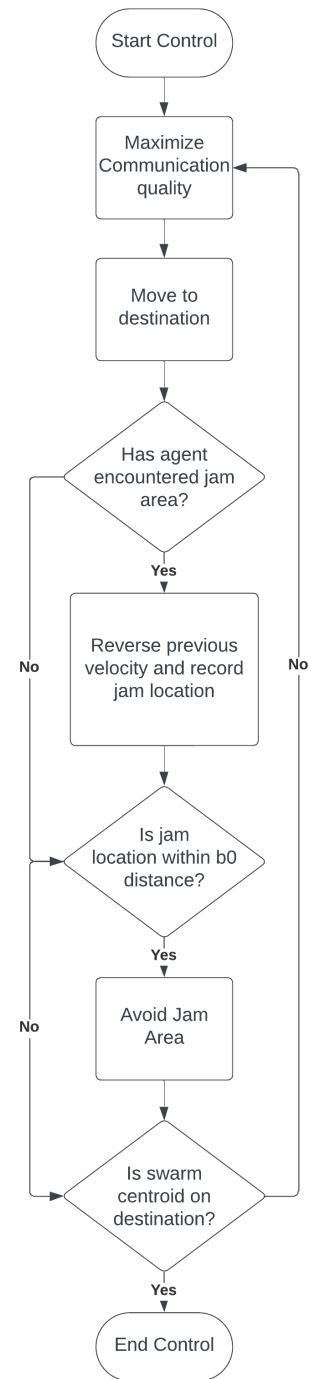 Start Control
Maximize
Communication
quality
Move to
destination
Has agent
encountered jam
area?
Yes
Reverse previous
velocity and record
jam location
No
No
Is jam
location within b0
distance?
Yes
Avoid Jam
Area
No
Is swarm
centroid on
destination?
Yes
End Control